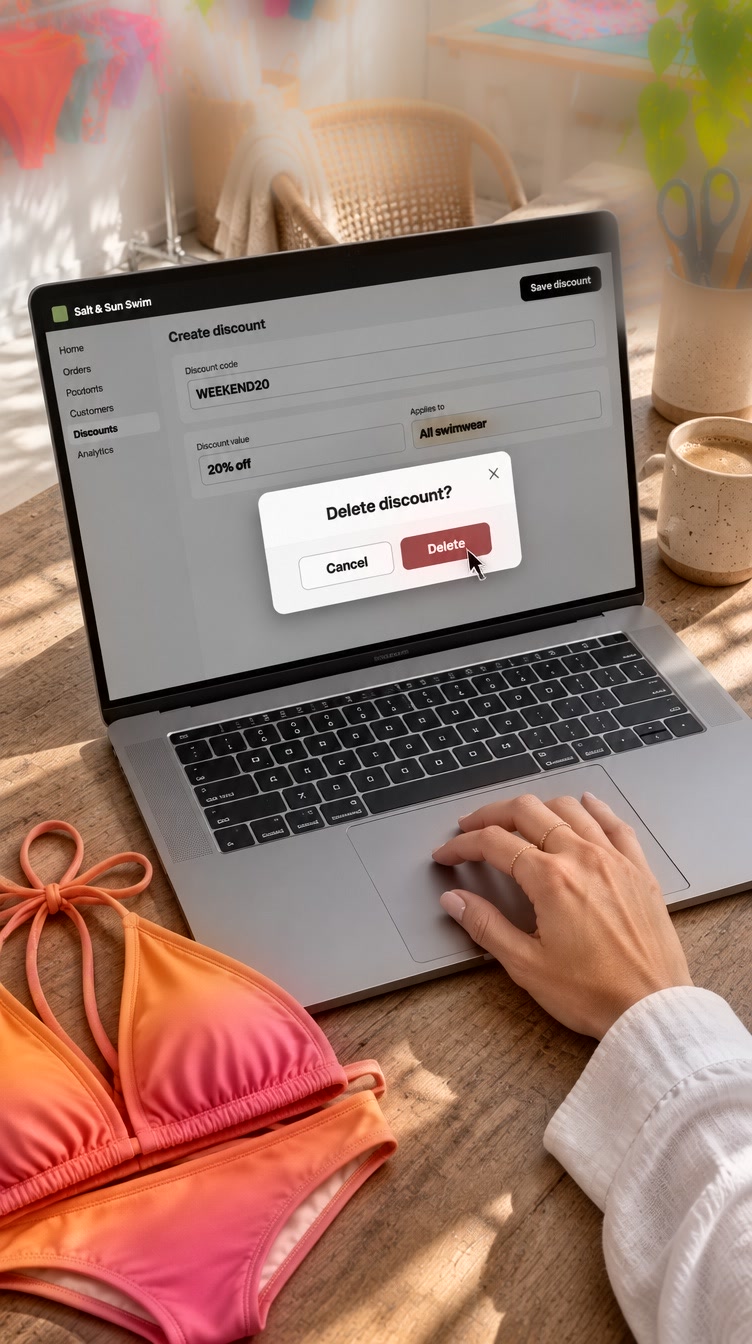 Salt & Sun Swim
Save discount
Home
Orders
Poodonts
Customers
Discounts
Analytics
Create discount
Discount code
WEEKEND20
Discount value
20% off
Applies to
All swimwear
Delete discount?
Cancel
Delete